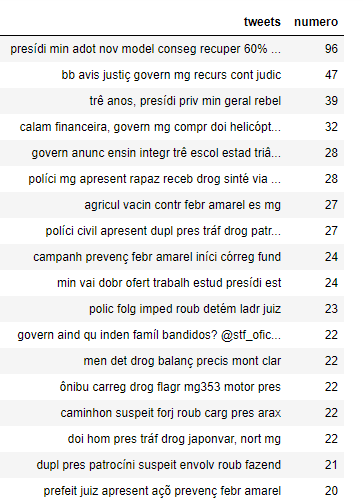 tweets numero
presídi min adot nov model conseg recuper 60% ... 96
bb avis justiç govern mg recurs cont judic 47
trê anos, presídi priv min geral rebel 39
calam financeira, govern mg compr doi helicópt... 32
govern anunc ensin integr trê escol estad triâ... 28
políci mg apresent rapaz receb drog sinté via ... 28
agricul vacin contr febr amarel es mg 27
políci civil apresent dupl pres tráf drog patr... 27
campanh prevenç febr amarel iníci córreg fund 24
min vai dobr ofert trabalh estud presídi est 24
polic folg imped roub detém ladr juiz 23
govern aind qu inden famíl bandidos? @stf_ofic... 22
men det drog balanç precis mont clar 22
ônibu carreg drog flagr mg353 motor pres 22
caminhon suspeit forj roub carg pres arax 22
doi hom pres tráf drog japonvar, nort mg 22
dupl pres patrocíni suspeit envolv roub fazend 21
prefeit juiz apresent açõ prevenç febr amarel 20